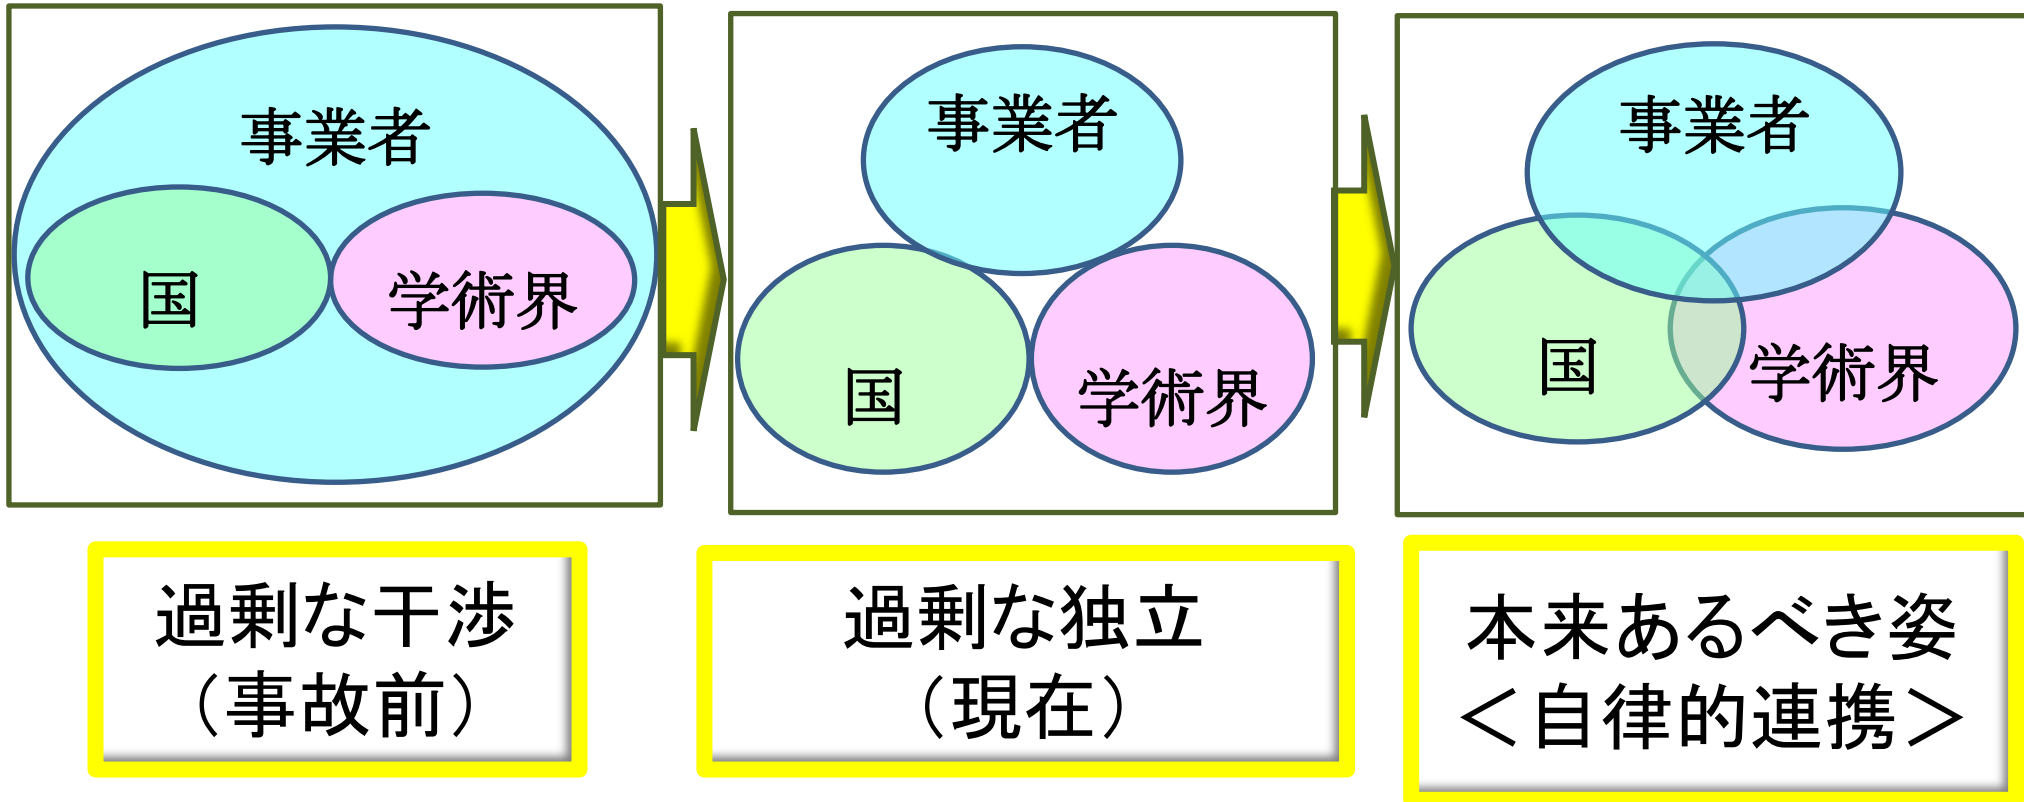 事業者
国
学術界
事業者
国
学術界
事業者
国
学術界
過剰な干渉
（事故前）
過剰な独立
（現在）
本来あるべき姿
＜自律的連携＞